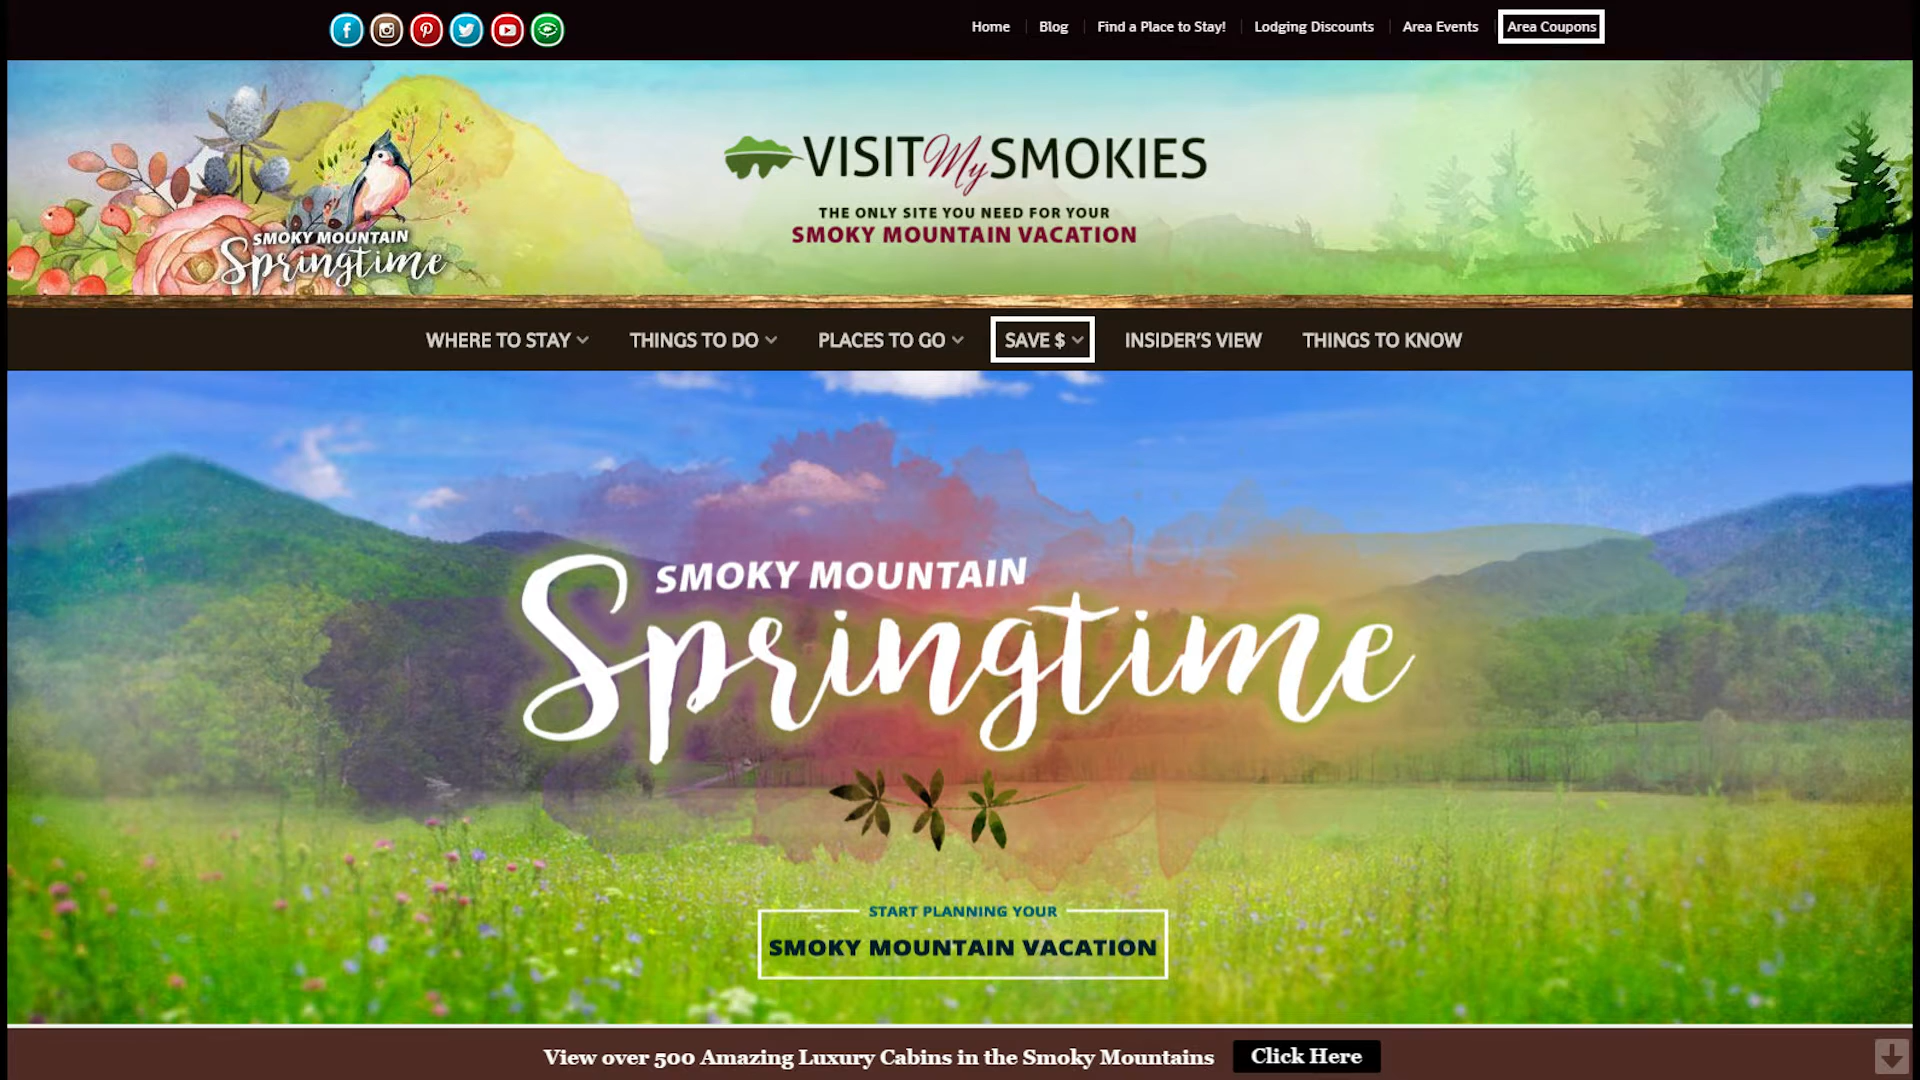 Home
Blog
Find a Place to Stay!
Lodging Discounts
Area Events
Area Coupons
VISIT My SMOKIES
THE ONLY SITE YOU NEED FOR YOUR
SMOKY MOUNTAIN VACATION
SMOKY MOUNTAIN
Springtime
WHERE TO STAY
THINGS TO DO
PLACES TO GO
SAVE $
INSIDER'S VIEW
THINGS TO KNOW
SMOKY MOUNTAIN
Springtime
START PLANNING YOUR
SMOKY MOUNTAIN VACATION
View over 500 Amazing Luxury Cabins in the Smoky Mountains
Click Here